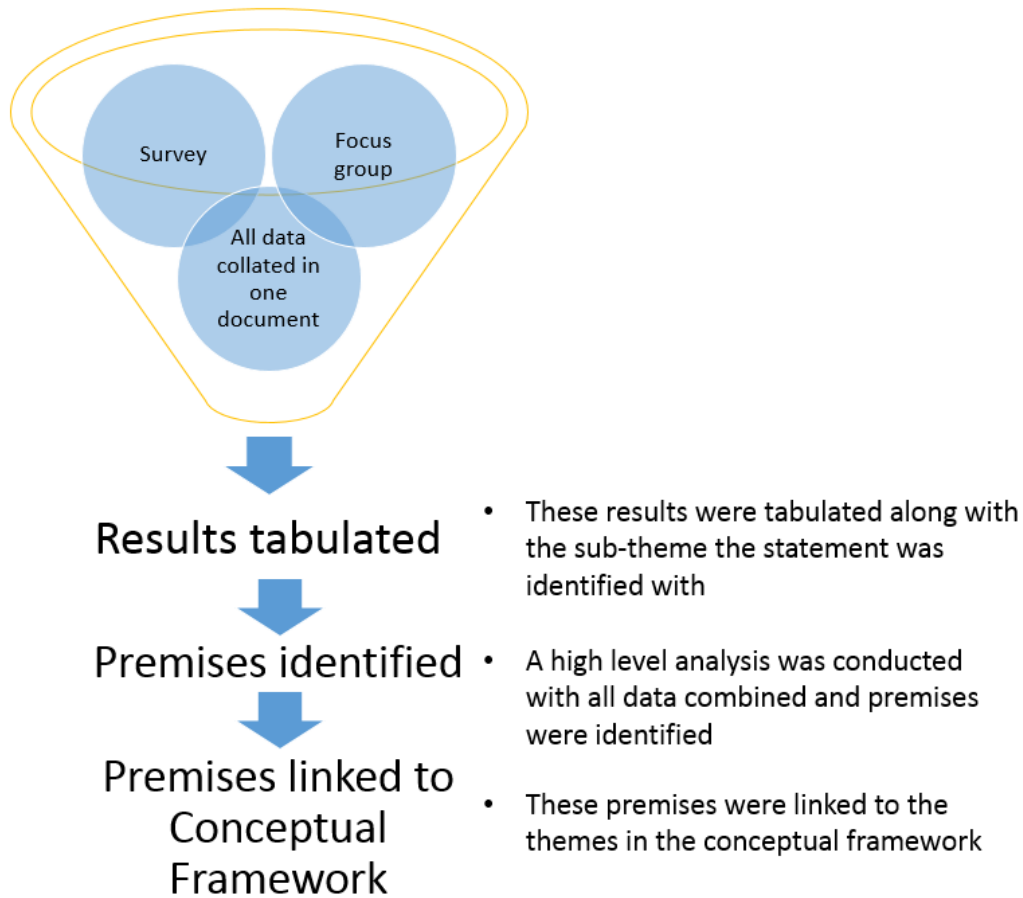 Survey
Focus
group
All data
collated in
one
document
Results tabulated
• These results were tabulated along with
the sub-theme the statement was
identified with
Premises identified
• A high level analysis was conducted
with all data combined and premises
were identified
Premises linked to
Conceptual
Framework
• These premises were linked to the
themes in the conceptual framework